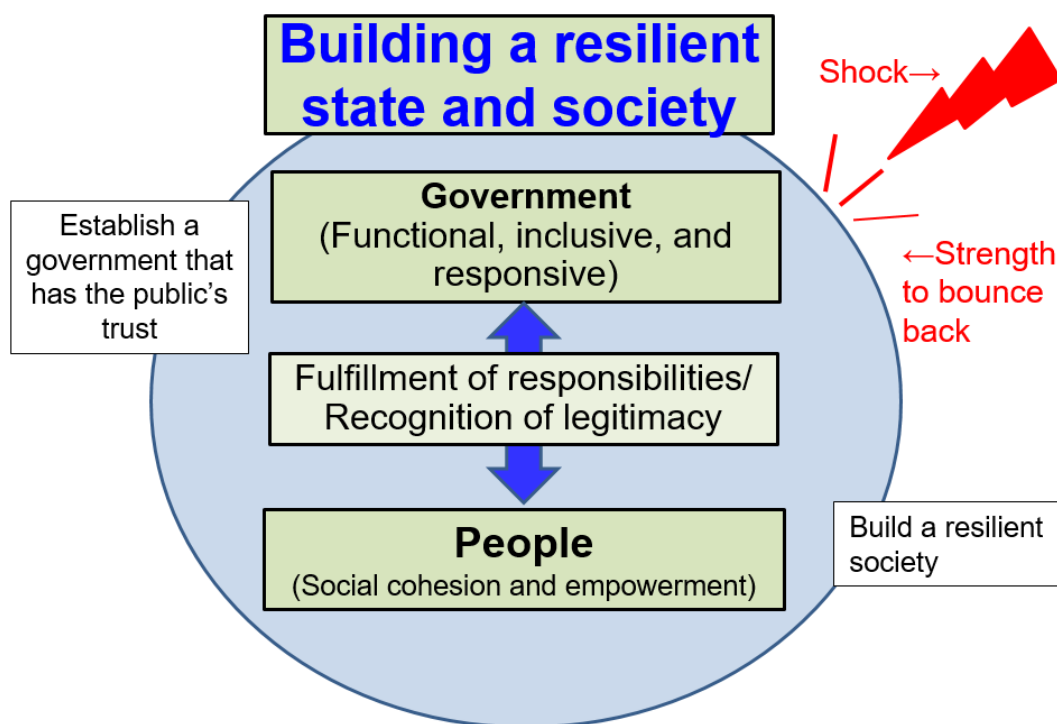 Building a resilient
state and society
Shock→
Government
(Functional, inclusive, and
responsive)
Establish a
government that
has the public’s
trust
←Strength
to bounce
back
Fulfillment of responsibilities/
Recognition of legitimacy
People
(Social cohesion and empowerment)
Build a resilient
society